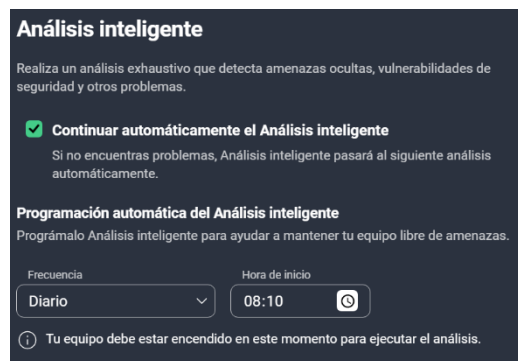 Análisis inteligente
Realiza un análisis exhaustivo que detecta amenazas ocultas, vulnerabilidades de
seguridad y otros problemas.
Continuar automáticamente el Análisis inteligente
Si no encuentras problemas, Análisis inteligente pasará al siguiente análisis
automáticamente.
Programación automática del Análisis inteligente
Prográmalo Análisis inteligente para ayudar a mantener tu equipo libre de amenazas.
Frecuencia
Hora de inicio
Diario
08:10
Tu equipo debe estar encendido en este momento para ejecutar el análisis.